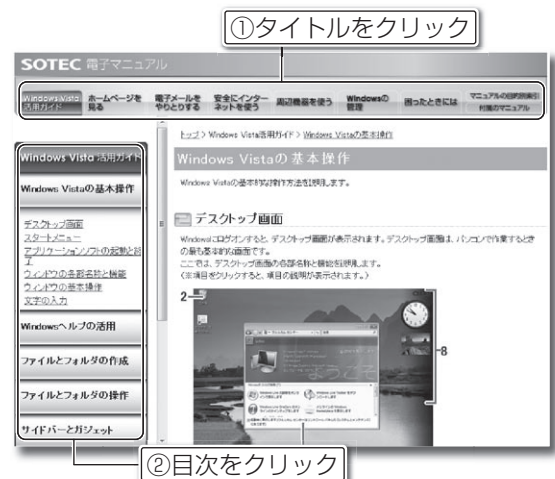 ①タイトルをクリック
SOTEC 電子マニュアル
Windows Vista 活用ガイド
ホームページを見る
電子メールをやりとりする
安全にインターネットを使う
周辺機器を使う
Windowsの管理
困ったときには
マニュアルの目的別索引
付属のマニュアル
トップ > Windows Vista活用ガイド > Windows Vistaの基本操作
Windows Vista 活用ガイド
Windows Vistaの基本操作
デスクトップ画面
スタートメニュー
アプリケーションソフトの起動と終了
ウィンドウの各部名称と機能
ウィンドウの基本操作
文字の入力
Windowsヘルプの活用
ファイルとフォルダの作成
ファイルとフォルダの操作
サイドバーとガジェット
Windows Vistaの基本操作
Windows Vistaの基本的な操作方法を説明します。
デスクトップ画面
Windowsにログオンすると、デスクトップ画面が表示されます。デスクトップ画面は、パソコンで作業するとき
の最も基本的な画面です。
ここでは、デスクトップ画面の各部名称と機能を説明します。
（各項目をクリックすると、項目の説明が表示されます。）
2
8
ようこそ
②目次をクリック